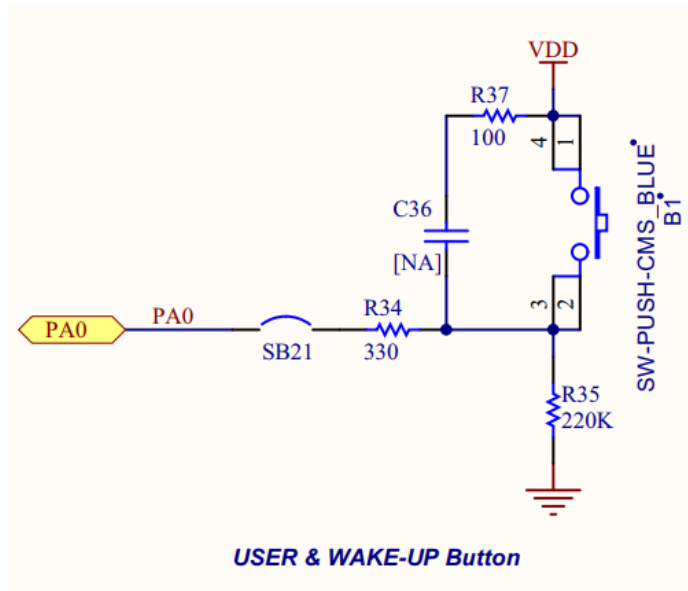 VDD
R37
100
4
1
C36
[NA]
SW-PUSH-CMS_BLUE
B1
3
2
R34
330
PA0
PA0
SB21
R35
220K
USER & WAKE-UP Button